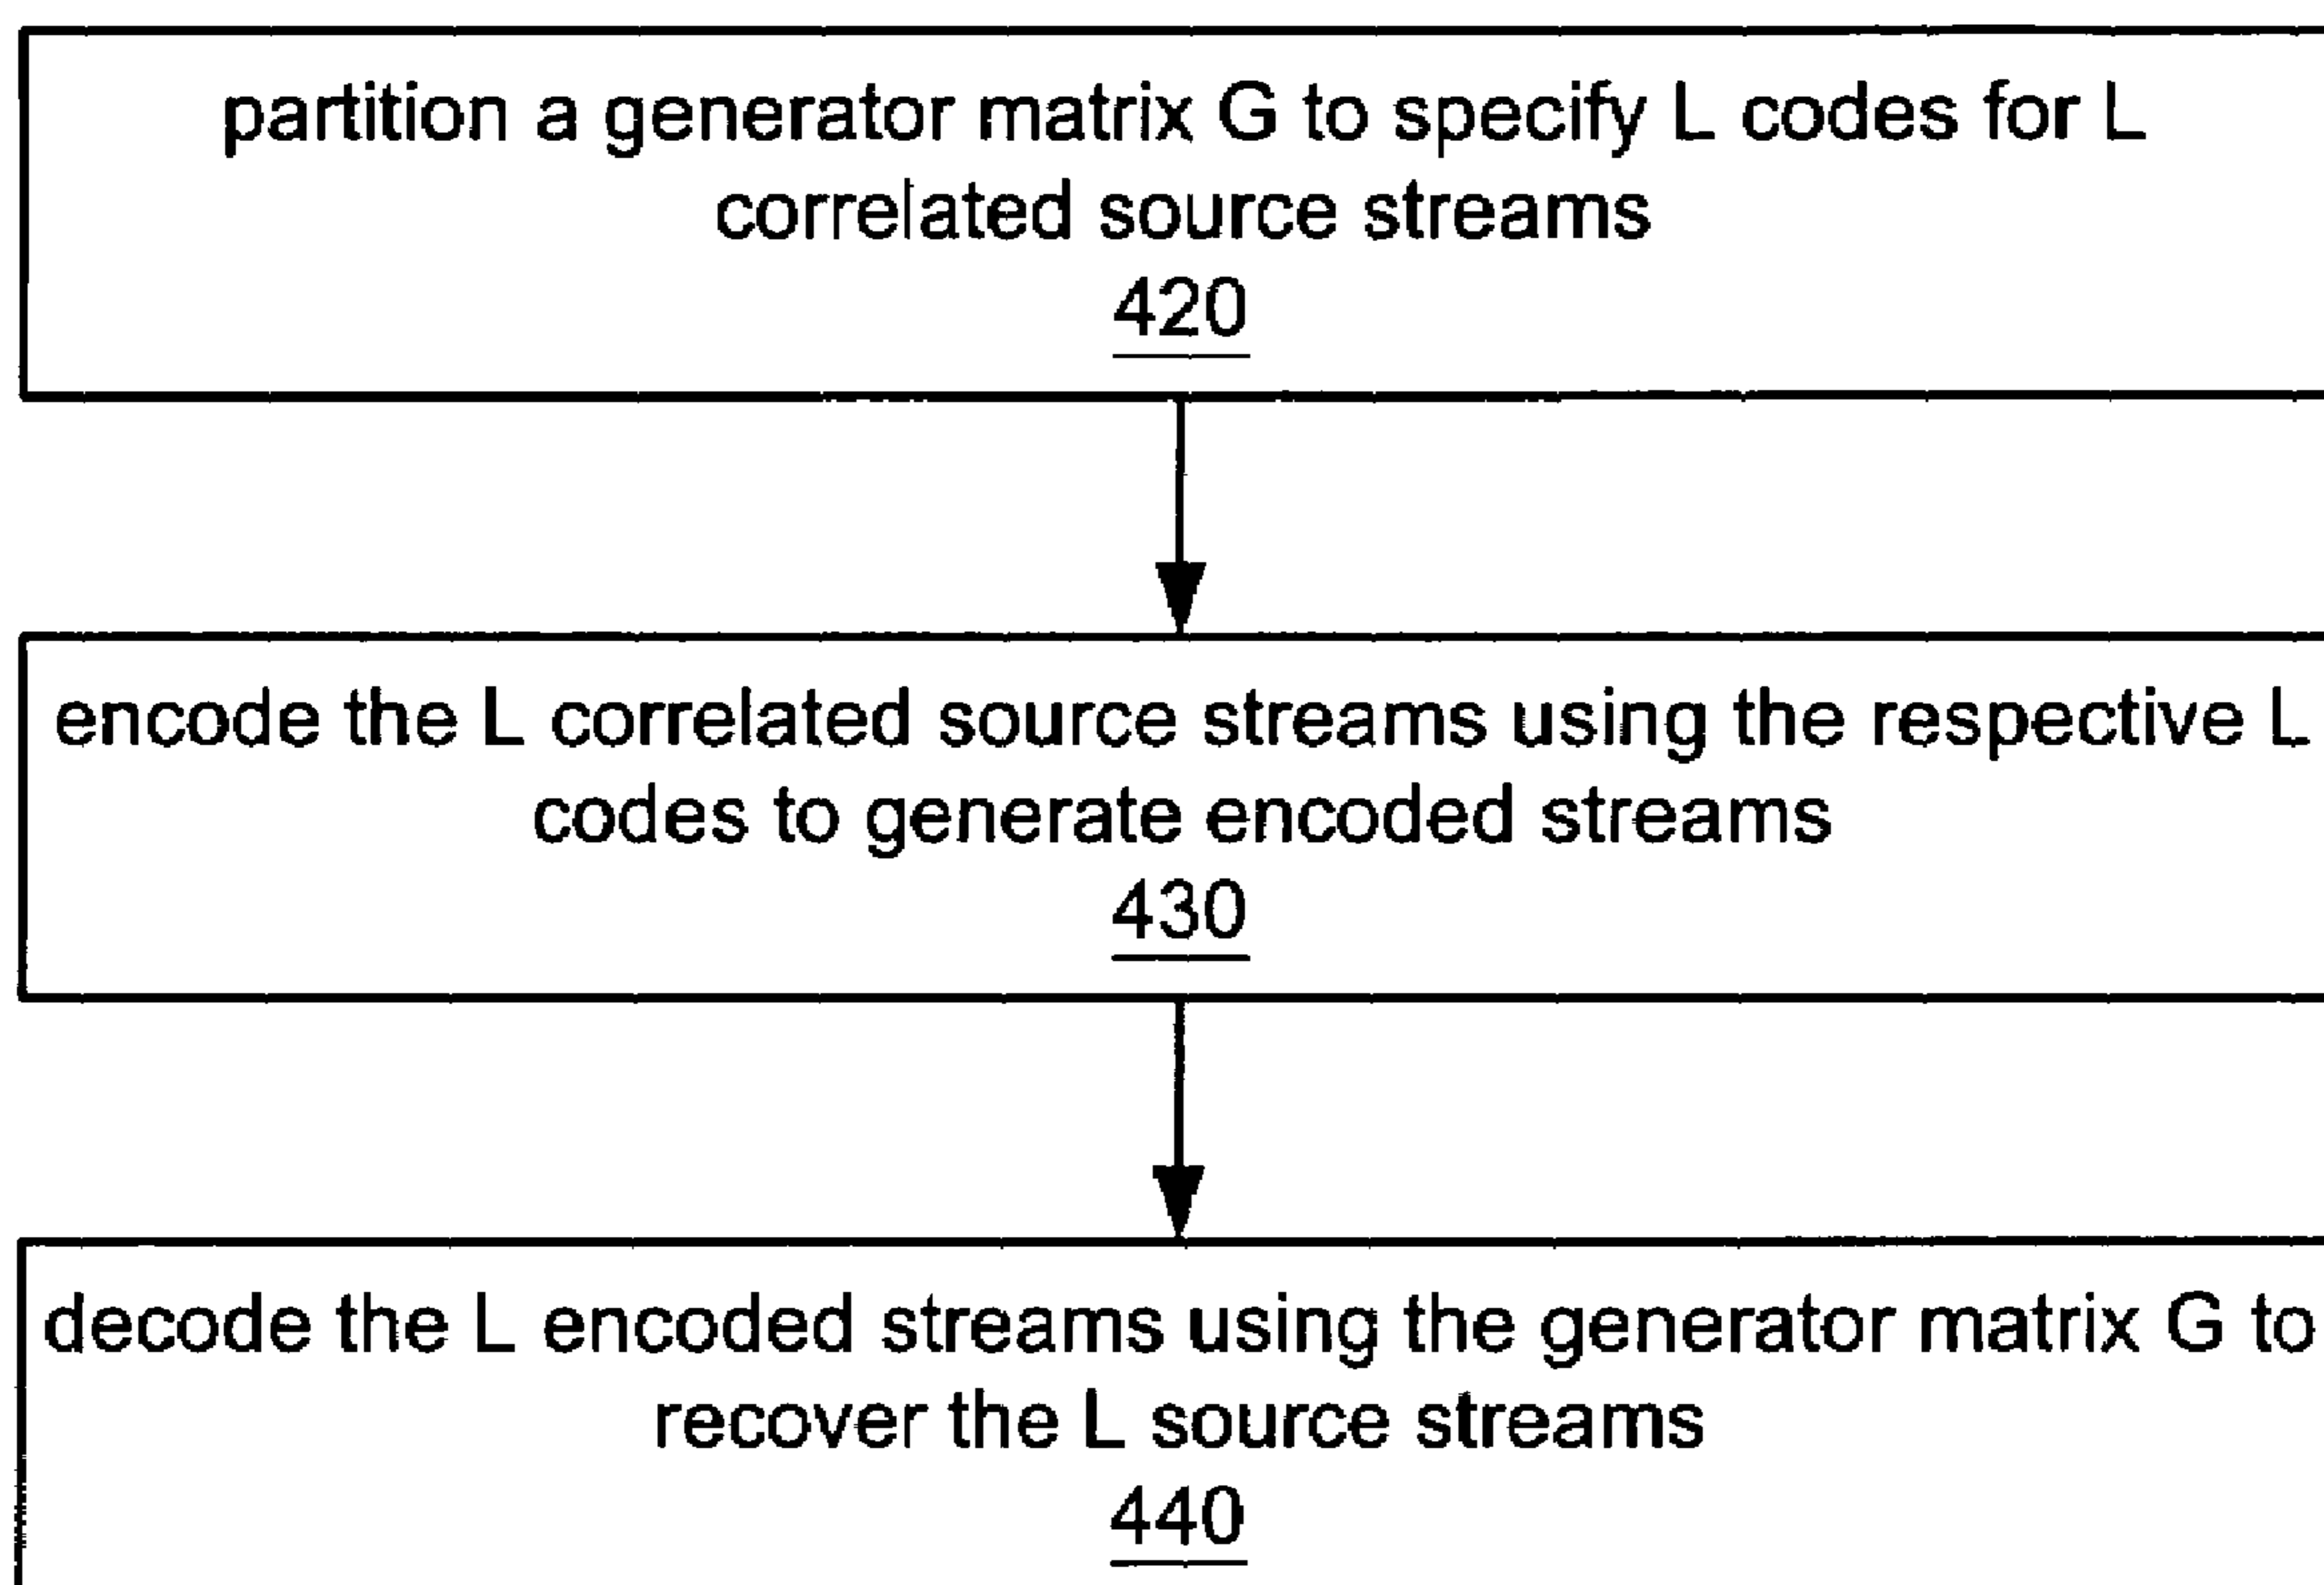 partition a generator matrix G to specify L codes for L
correlated source streams
420
encode the L correlated source streams using the respective L
codes to generate encoded streams
430
decode the L encoded streams using the generator matrix G to
recover the L source streams
440